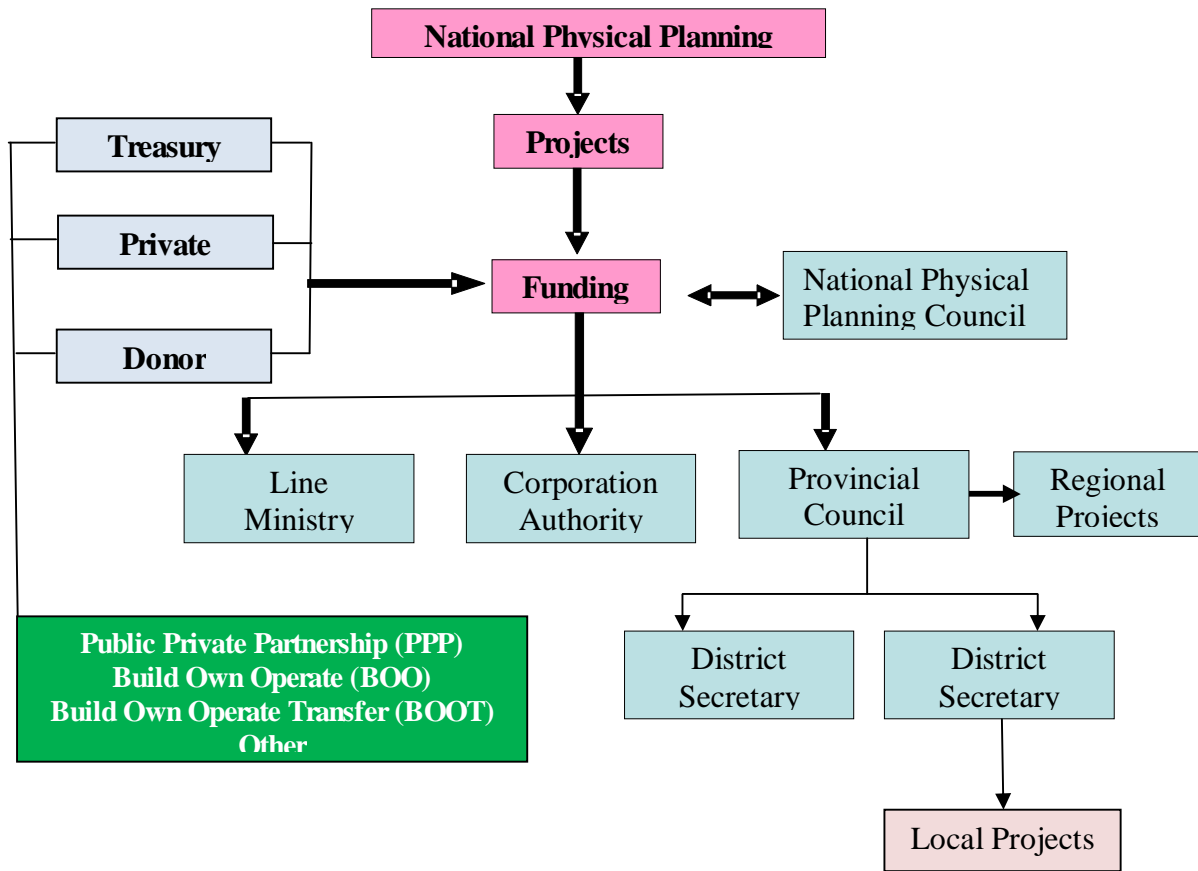 National Physical Planning
Projects
Treasury
Private
Donor
Funding
National Physical
Planning Council
Line
Ministry
Corporation
Authority
Provincial
Council
Regional
Projects
Public Private Partnership (PPP)
Build Own Operate (BOO)
Build Own Operate Transfer (BOOT)
Other
District
Secretary
District
Secretary
Local Projects